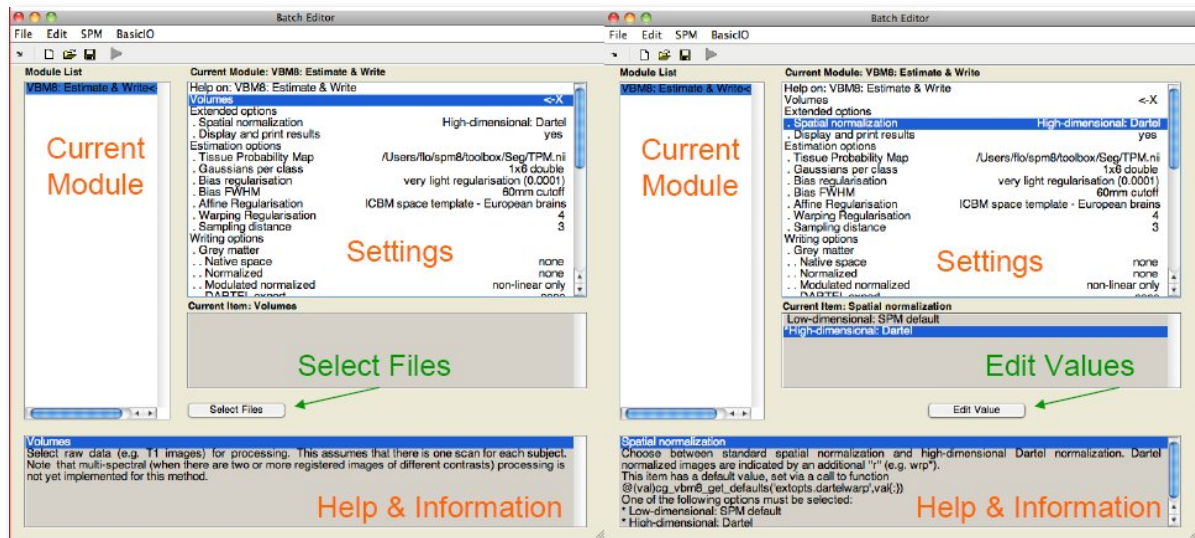 Batch Editor
File Edit SPM BasicIO
Module List
VBM8: Estimate & Write<-
Current Module
Current Module: VBM8: Estimate & Write
Help on: VBM8: Estimate & Write
Volumes <-X
Extended options
. Spatial normalization High-dimensional: Dartel
. Display and print results yes
Estimation options
. Tissue Probability Map /Users/flo/spm8/toolbox/Seg/TPM.nii
. Gaussians per class 1x6 double
. Bias regularisation very light regularisation (0.0001)
. Bias FWHM 60mm cutoff
. Affine Regularisation ICBM space template - European brains
. Warping Regularisation 4
. Sampling distance 3
Writing options
. Grey matter
. . Native space none
. . Normalized none
. . Modulated normalized non-linear only
Settings
Current Item: Volumes
Select Files
Select Files
Volumes
Select raw data (e.g. T1 images) for processing. This assumes that there is one scan for each subject.
Note that multi-spectral (when there are two or more registered images of different contrasts) processing is
not yet implemented for this method.
Help & Information
Batch Editor
File Edit SPM BasicIO
Module List
VBM8: Estimate & Write<
Current Module
Current Module: VBM8: Estimate & Write
Help on: VBM8: Estimate & Write
Volumes <-X
Extended options
. Spatial normalization High-dimensional: Dartel
. Display and print results yes
Estimation options
. Tissue Probability Map /Users/flo/spm8/toolbox/Seg/TPM.nii
. Gaussians per class 1x6 double
. Bias regularisation very light regularisation (0.0001)
. Bias FWHM 60mm cutoff
. Affine Regularisation ICBM space template - European brains
. Warping Regularisation 4
. Sampling distance 3
Writing options
. Grey matter
. . Native space none
. . Normalized none
. . Modulated normalized non-linear only
Settings
Current Item: Spatial normalization
Low-dimensional: SPM default
*High-dimensional: Dartel
Edit Values
Edit Value
Spatial normalization
Choose between standard spatial normalization and high-dimensional Dartel normalization. Dartel
normalized images are indicated by an additional "r" (e.g. wrp*).
This item has a default value, set via a call to function
@(val)cg_vbm8_get_defaults('extopts.dartelwarp',val{:})
One of the following options must be selected:
* Low-dimensional: SPM default
* High-dimensional: Dartel
Help & Information